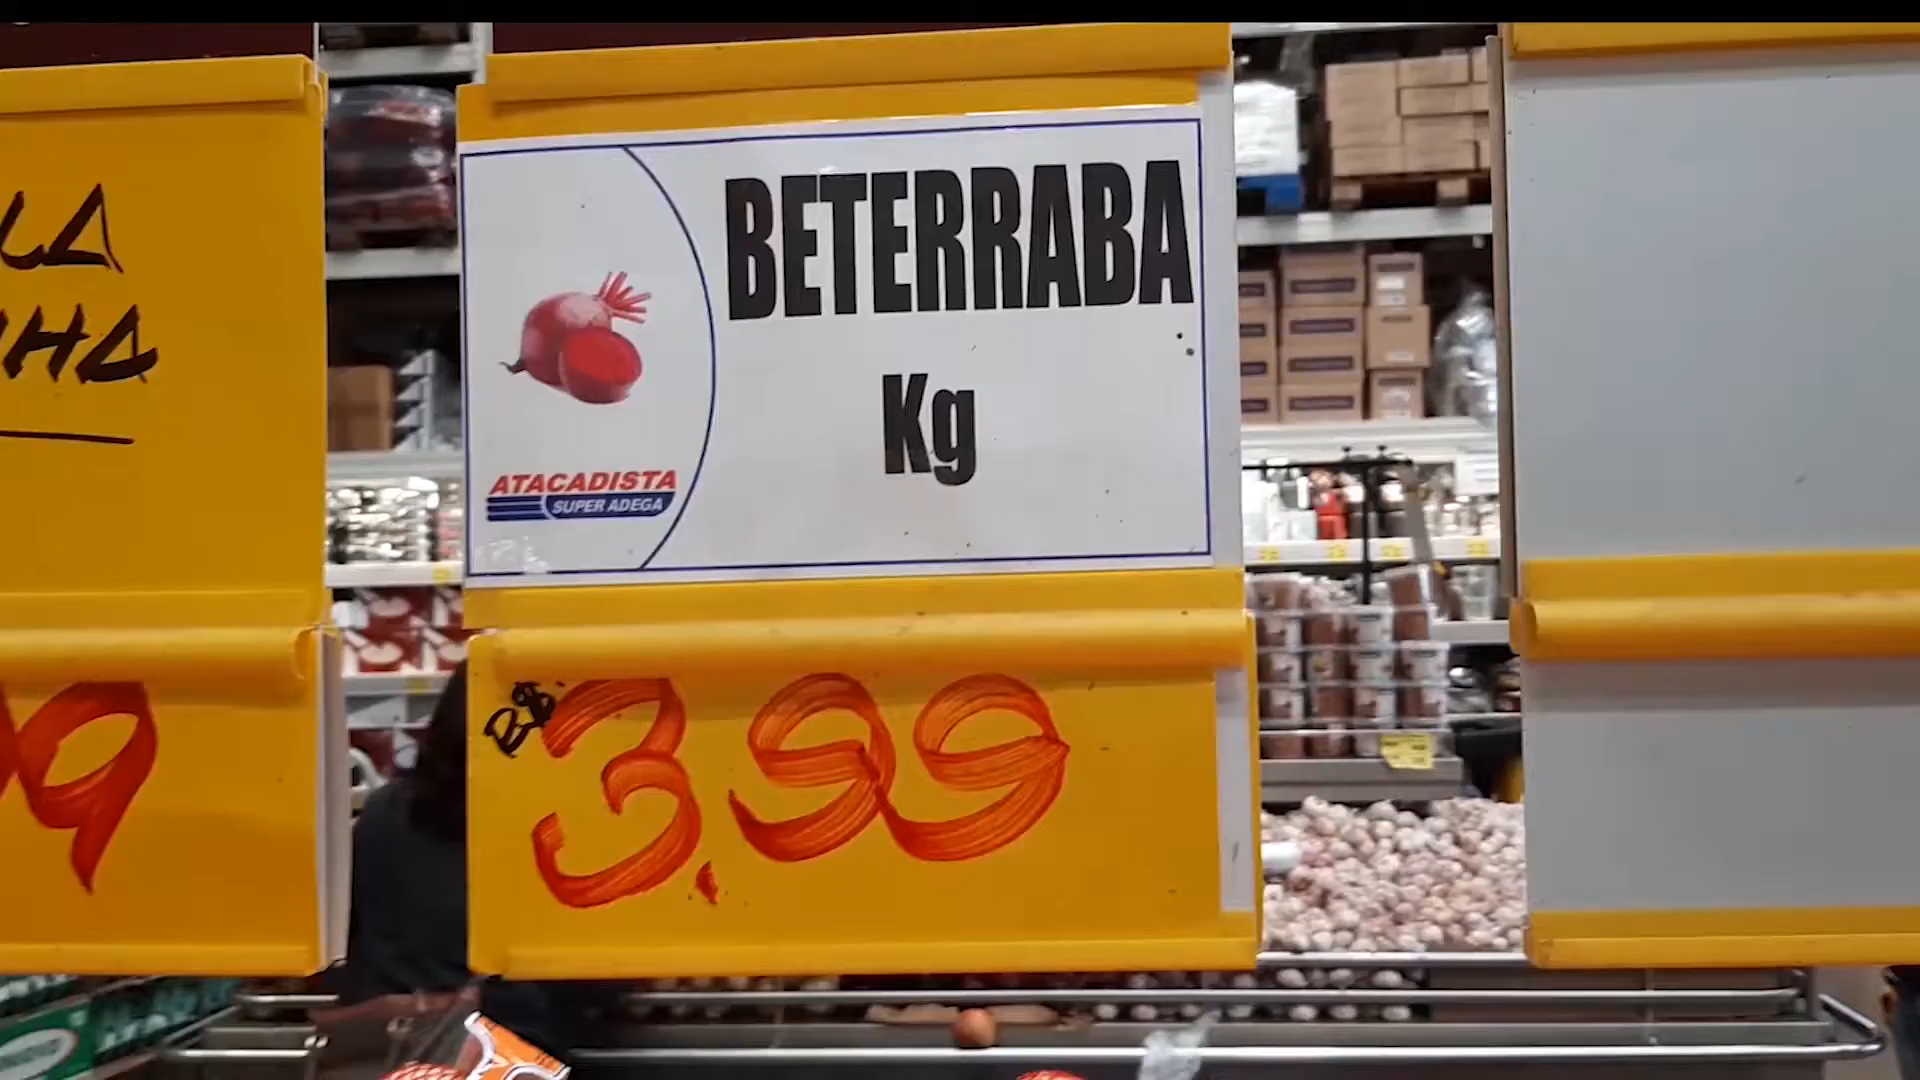 BETERRABA
Kg
ATACADISTA
SUPER ADEGA
R$ 3.99